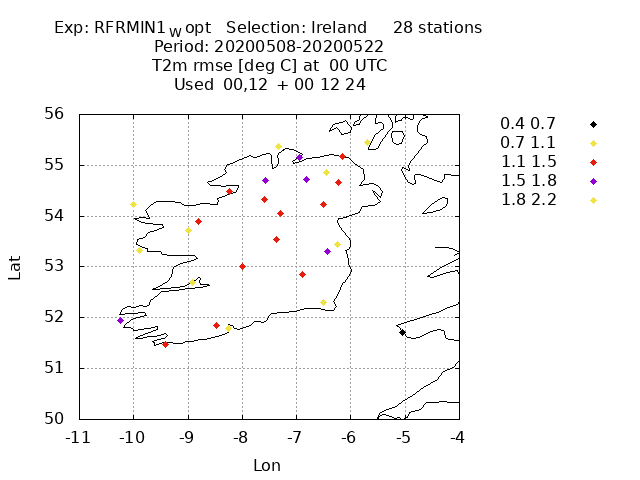 Exp: RFRMIN1 W opt Selection: Ireland 28 stations
Period: 20200508-20200522
T2m rmse [deg C] at 00 UTC
Used 00,12 + 00 12 24
0.4 0.7
0.7 1.1
1.1 1.5
1.5 1.8
1.8 2.2
56
55
54
53
52
51
50
Lat
-11 -10 -9 -8 -7 -6 -5 -4
Lon